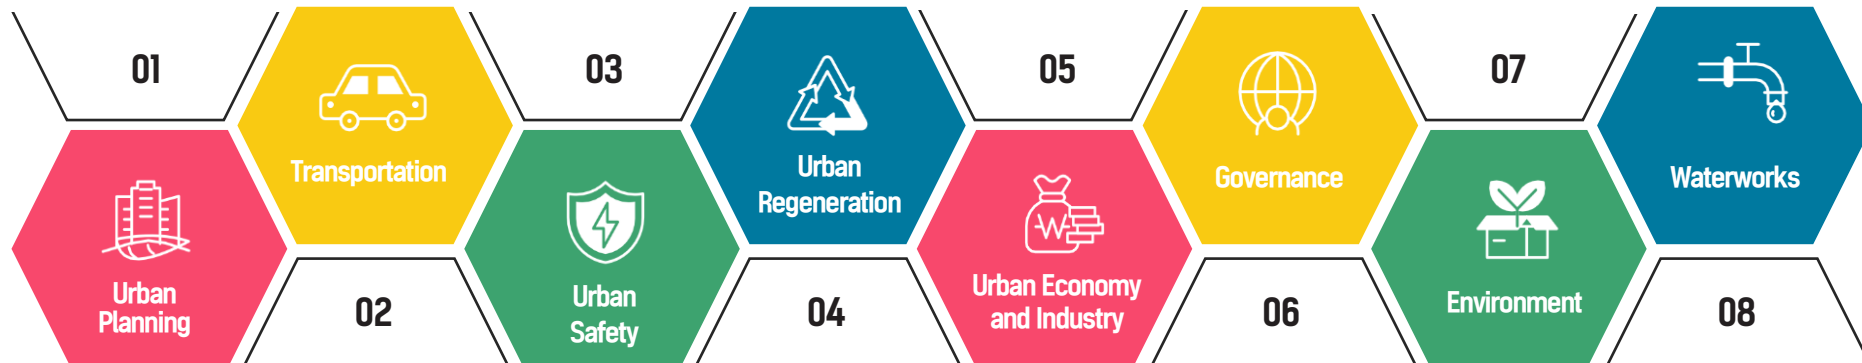 01
Urban
Planning
Transportation
02
03
Urban
Safety
Urban
Regeneration
04
05
W
Urban Economy
and Industry
Governance
06
07
Environment
Waterworks
08